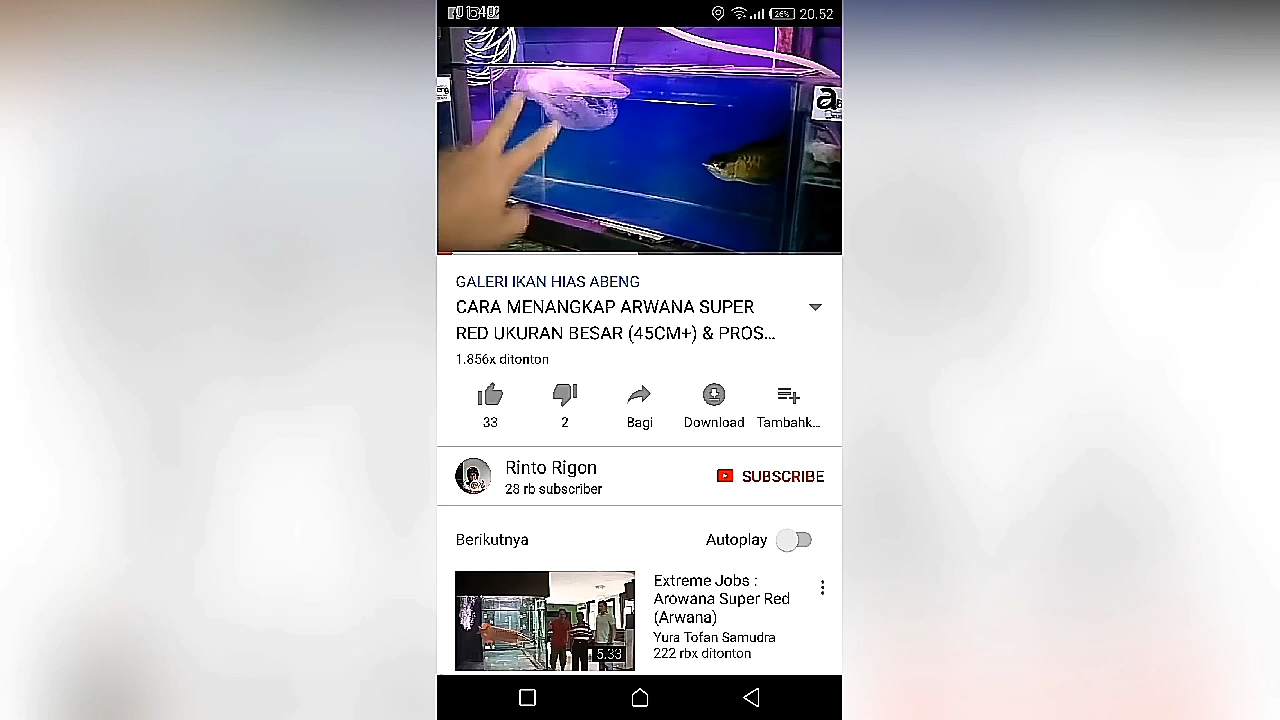 26% 20.52
GALERI IKAN HIAS ABENG
CARA MENANGKAP ARWANA SUPER
RED UKURAN BESAR (45CM+) & PROS...
1.856x ditonton
33 2 Bagi Download Tambahk...
Rinto Rigon
28 rb subscriber
SUBSCRIBE
Berikutnya
Autoplay
Extreme Jobs :
Arowana Super Red
(Arwana)
Yura Tofan Samudra
222 rbx ditonton
5.33